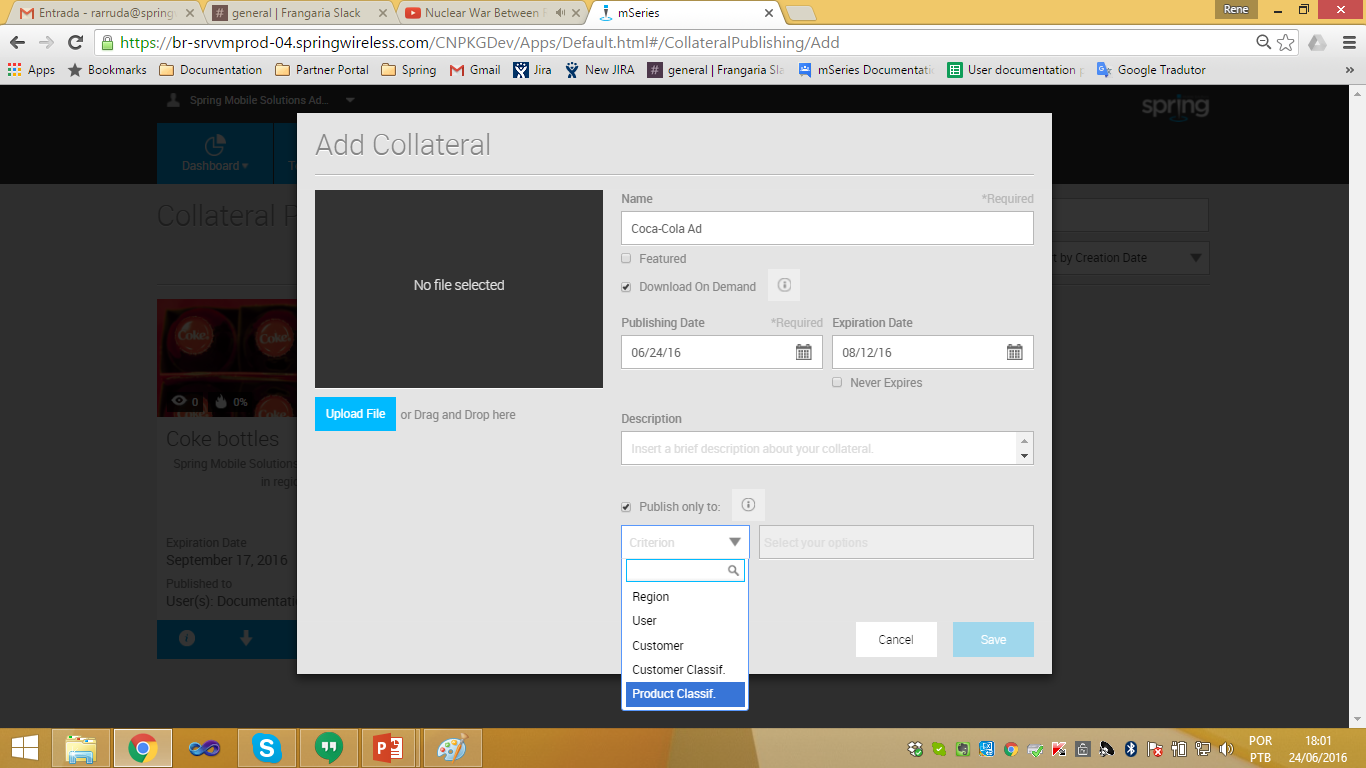 Entrada - rarruda@spring
general | Frangaria Slack
Nuclear War Between
mSeries
Rene
https://br-srvvmprod-04.springwireless.com/CNPKGDev/Apps/Default.html#/CollateralPublishing/Add
Apps
Bookmarks
Documentation
Partner Portal
Spring
Gmail
Jira
New JIRA
general | Frangaria Sla
mSeries Documentati
User documentation
Google Tradutor
»
Spring Mobile Solutions Ad...
spring
Dashboard
Collateral P
t by Creation Date
Coke
Coke
Coke
0
0%
Coke bottles
Spring Mobile Solutions
in regio
Expiration Date
September 17, 2016
Published to
User(s): Documentati
Add Collateral
No file selected
Upload File
or Drag and Drop here
Name
*Required
Coca-Cola Ad
Featured
Download On Demand
Publishing Date
*Required
Expiration Date
06/24/16
08/12/16
Never Expires
Description
Insert a brief description about your collateral.
Publish only to:
Criterion
Select your options
Region
User
Customer
Customer Classif.
Product Classif.
Cancel
Save
POR
PTB
18:01
24/06/2016